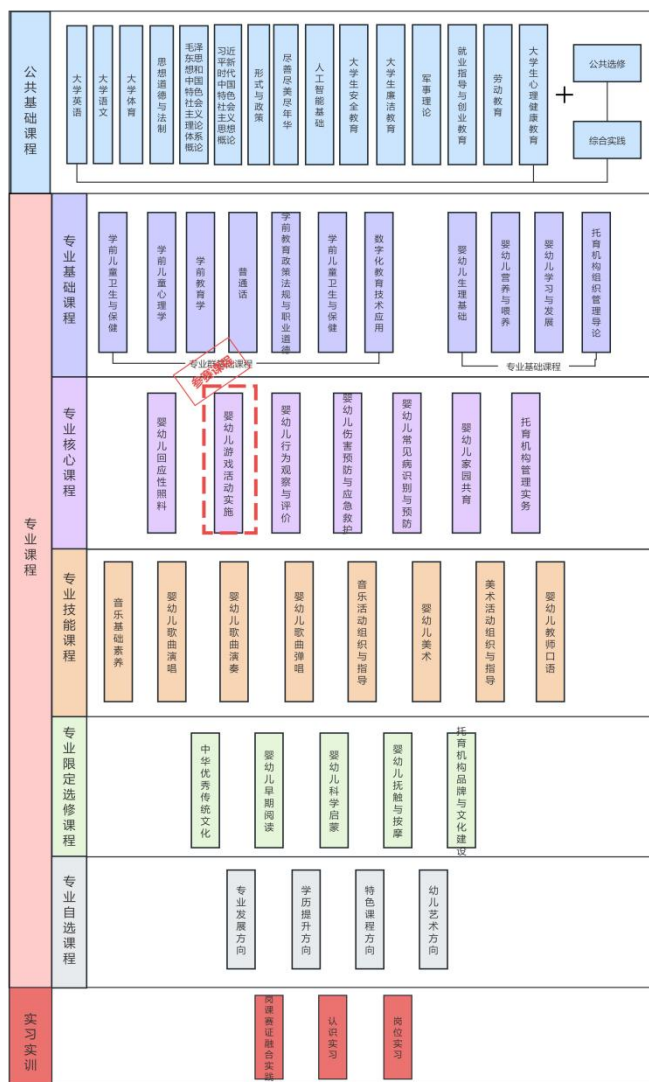 公共基础课程
大学英语
大学语文
大学体育
思想道德与法制
毛泽东思想和中国特色社会主义理论体系概论
习近平新时代中国特色社会主义思想概论
形式与政策
尽善尽美尽年华
人工智能基础
大学生安全教育
大学生廉洁教育
军事理论
就业指导与创业教育
劳动教育
大学生心理健康教育
+
公共选修
综合实践
专业课程
专业基础课程
学前儿童卫生与保健
学前儿童心理学
学前教育学
普通话
学前教育政策法规与职业道德
学前儿童卫生与保健
数字化教育技术应用
专业群基础课程
婴幼儿生理基础
婴幼儿营养与喂养
婴幼儿学习与发展
托育机构组织管理导论
专业基础课程
参赛课程
专业核心课程
婴幼儿回应性照料
婴幼儿游戏活动实施
婴幼儿行为观察与评价
婴幼儿伤害预防与应急救护
婴幼儿常见病识别与预防
婴幼儿家园共育
托育机构管理实务
专业技能课程
音乐基础素养
婴幼儿歌曲演唱
婴幼儿歌曲演奏
婴幼儿歌曲弹唱
音乐活动组织与指导
婴幼儿美术
美术活动组织与指导
婴幼儿教师口语
专业限定选修课程
中华优秀传统文化
婴幼儿早期阅读
婴幼儿科学启蒙
婴幼儿抚触与按摩
托育机构品牌与文化建设
专业自选课程
专业发展方向
学历提升方向
特色课程方向
幼儿艺术方向
实习实训
岗课赛证融合实践
认识实习
岗位实习